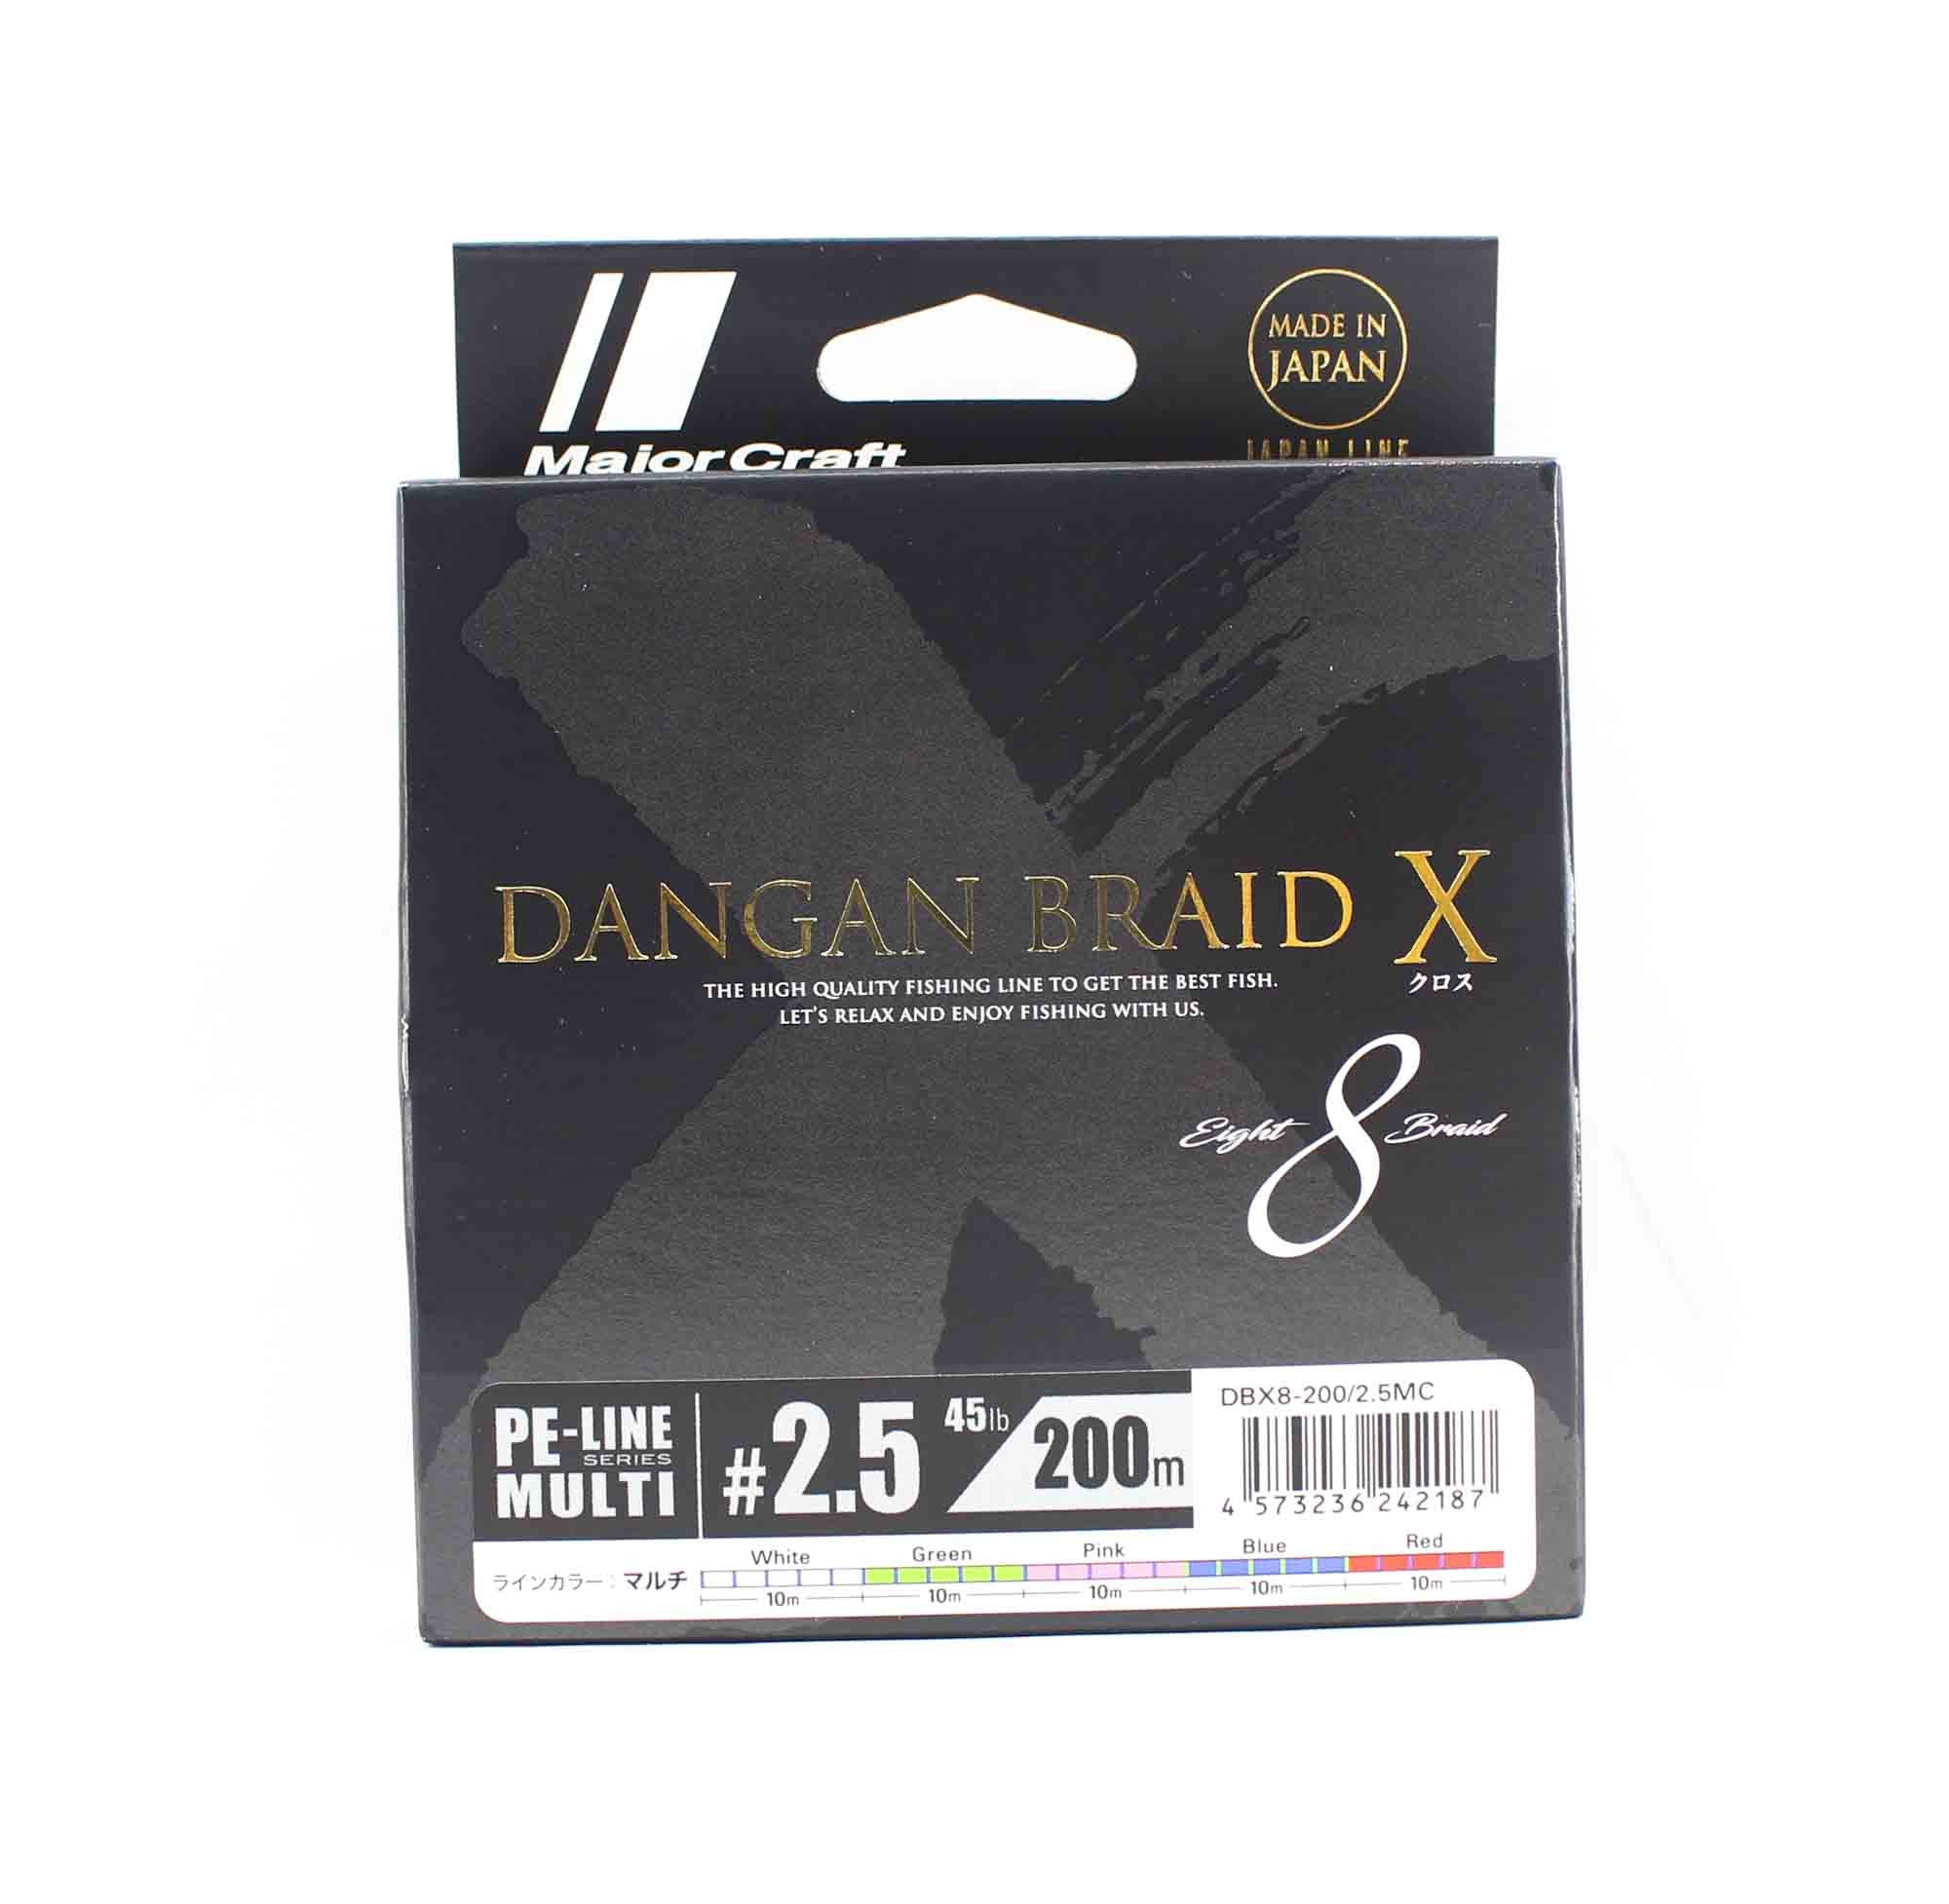 MADE IN
JAPAN
Major Craft
JAPAN LINE
DANGAN BRAID X
クロス
THE HIGH QUALITY FISHING LINE TO GET THE BEST FISH.
LET'S RELAX AND ENJOY FISHING WITH US.
Eight 8 Braid
PE-LINE
SERIES
MULTI
#2.5 45lb 200m
DBX8-200/2.5MC
4 573236 242187
White Green Pink Blue Red
ラインカラー：マルチ
10m 10m 10m 10m 10m